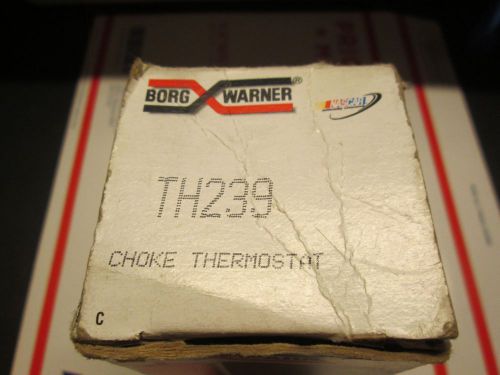 BORG WARNER®
NASCAR
TH239
CHOKE THERMOSTAT
C